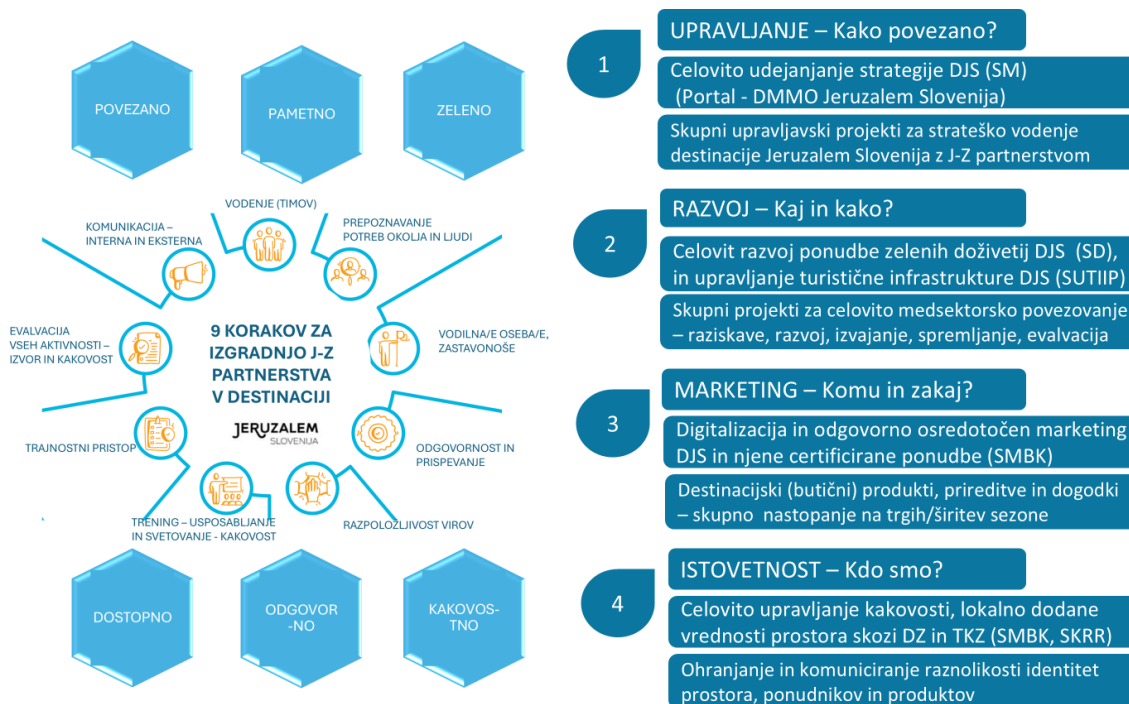 POVEZANO
PAMETNO
ZELENO
VODENJE (TIMOV)
KOMUNIKACIJA –
INTERNA IN EKSTERNA
PREPOZNAVANJE
POTREB OKOLJA IN LJUDI
EVALVACIJA
VSEH AKTIVNOSTI –
IZVOR IN KAKOVOST
9 KORAKOV ZA
IZGRADNJO J-Z
PARTNERSTVA
V DESTINACIJI
JERUZALEM
SLOVENIJA
VODILNA/E OSEBA/E,
ZASTAVONOŠE
TRAJNOSTNI PRISTOP
ODGOVORNOST IN
PRISPEVANJE
TRENING – USPOSABLJANJE
IN SVETOVANJE - KAKOVOST
RAZPOLOŽLJIVOST VIROV
DOSTOPNO
ODGOVOR
-NO
KAKOVOS-
TNO
1
UPRAVLJANJE – Kako povezano?
Celovito udejanjanje strategije DJS (SM)
(Portal - DMMO Jeruzalem Slovenija)
Skupni upravljavski projekti za strateško vodenje
destinacije Jeruzalem Slovenija z J-Z partnerstvom
2
RAZVOJ – Kaj in kako?
Celovit razvoj ponudbe zelenih doživetij DJS (SD),
in upravljanje turistične infrastrukture DJS (SUTIIP)
Skupni projekti za celovito medsektorsko povezovanje
– raziskave, razvoj, izvajanje, spremljanje, evalvacija
3
MARKETING – Komu in zakaj?
Digitalizacija in odgovorno osredotočen marketing
DJS in njene certificirane ponudbe (SMBK)
Destinacijski (butični) produkti, prireditve in dogodki
– skupno nastopanje na trgih/širitev sezone
4
ISTOVETNOST – Kdo smo?
Celovito upravljanje kakovosti, lokalno dodane
vrednosti prostora skozi DZ in TKZ (SMBK, SKRR)
Ohranjanje in komuniciranje raznolikosti identitet
prostora, ponudnikov in produktov